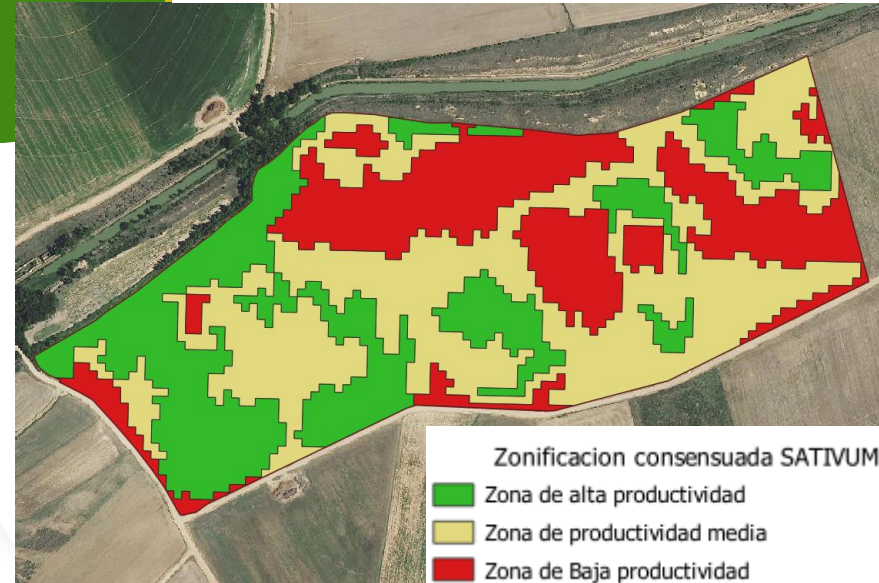 Zonificacion consensuada SATIVUM
Zona de alta productividad
Zona de productividad media
Zona de Baja productividad